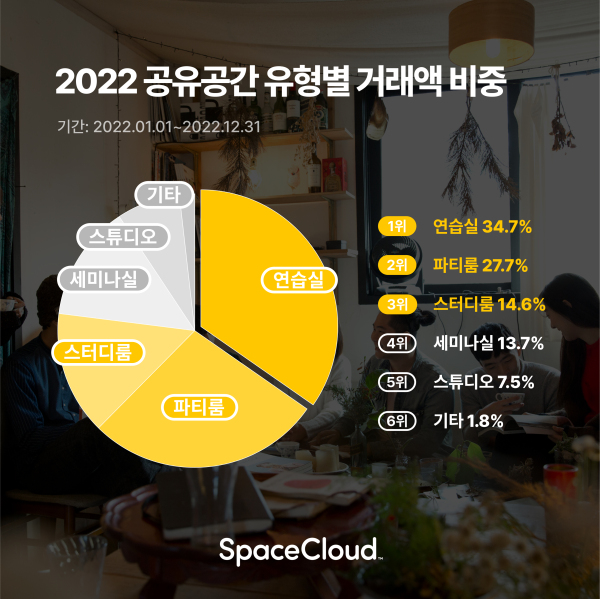 2022 공유공간 유형별 거래액 비중
기간: 2022.01.01~2022.12.31
기타
스튜디오
세미나실
연습실
스터디룸
파티룸
1위 연습실 34.7%
2위 파티룸 27.7%
3위 스터디룸 14.6%
4위 세미나실 13.7%
5위 스튜디오 7.5%
6위 기타 1.8%
SpaceCloud™